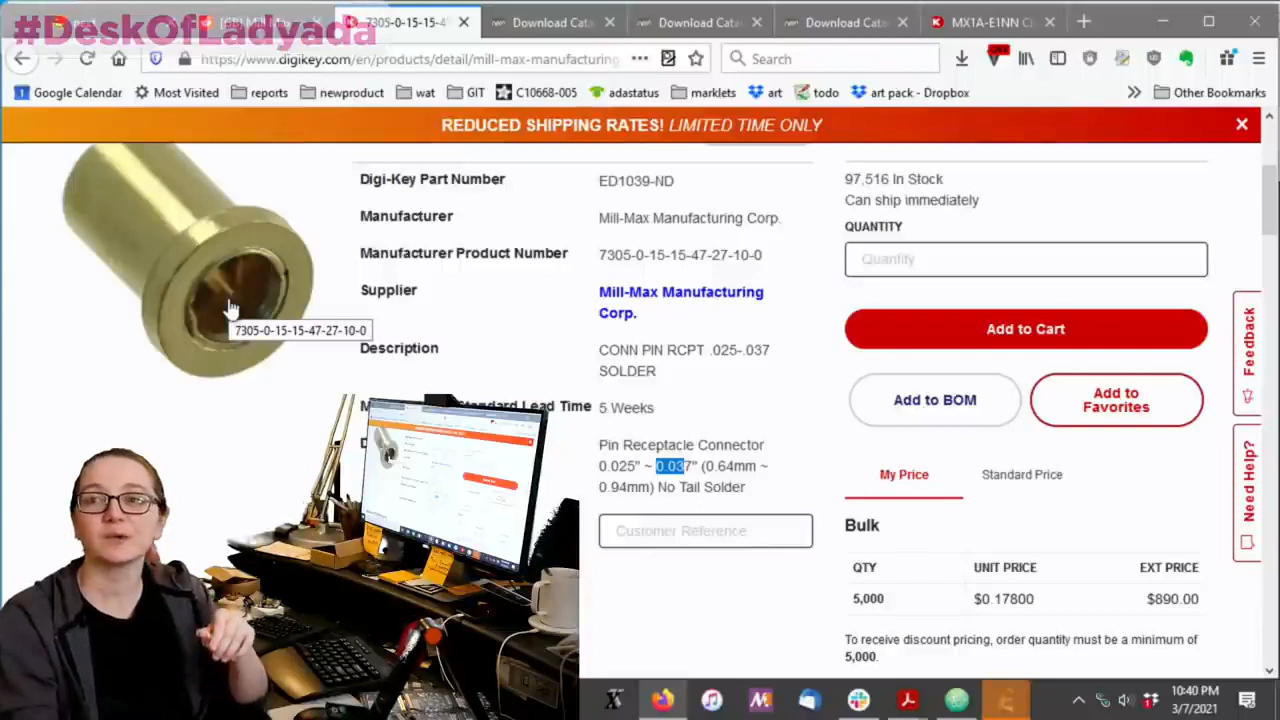 #DeskOfLadyada
7305-0-15-15-4
Download Cata
Download Cata
Download Cata
MX1A-E1NN C
https://www.digikey.com/en/products/detail/mill-max-manufacturing
Search
Google Calendar
Most Visited
reports
newproduct
wat
GIT
C10668-005
adastatus
marklets
art
todo
art pack - Dropbox
Other Bookmarks
REDUCED SHIPPING RATES! LIMITED TIME ONLY
Digi-Key Part Number
ED1039-ND
Manufacturer
Mill-Max Manufacturing Corp.
Manufacturer Product Number
7305-0-15-15-47-27-10-0
Supplier
Mill-Max Manufacturing
Corp.
7305-0-15-15-47-27-10-0
Description
CONN PIN RCPT .025-.037
SOLDER
Standard Lead Time
5 Weeks
Pin Receptacle Connector
0.025" ~ 0.037" (0.64mm ~
0.94mm) No Tail Solder
Customer Reference
97,516 In Stock
Can ship immediately
QUANTITY
Quantity
Add to Cart
Add to BOM
Add to
Favorites
My Price
Standard Price
Bulk
QTY
UNIT PRICE
EXT PRICE
5,000
$0.17800
$890.00
To receive discount pricing, order quantity must be a minimum of
5,000.
Feedback
Need Help?
10:40 PM
3/7/2021